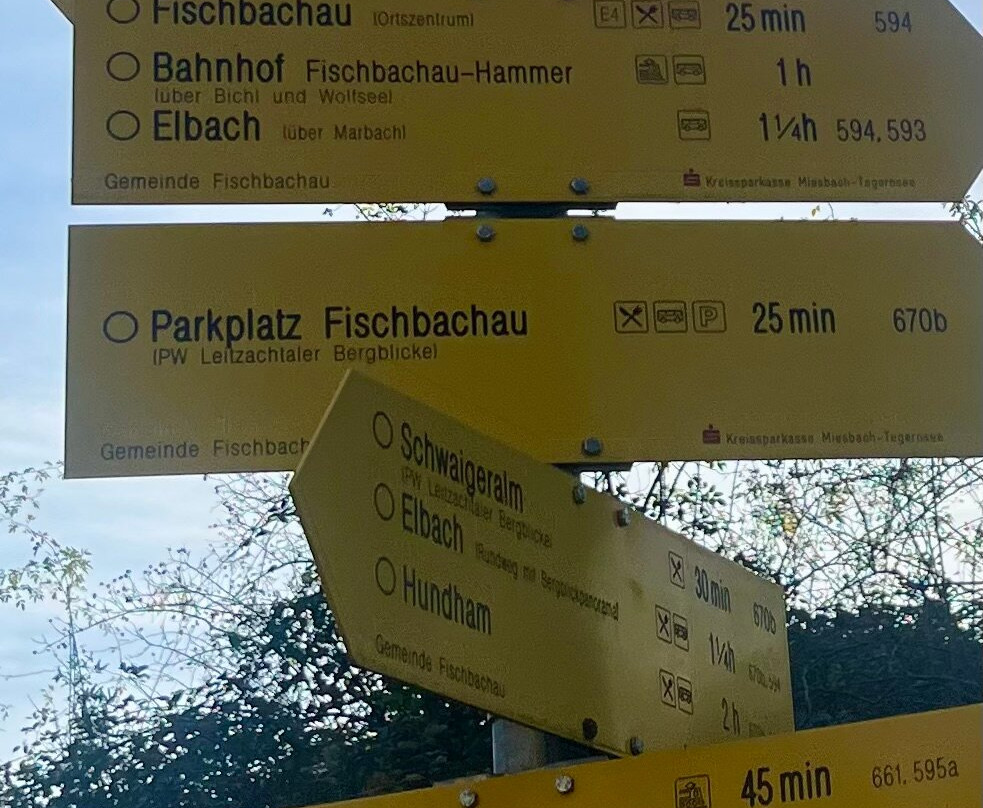 Fischbachau (Ortszentrum) E4 25 min 594
Bahnhof Fischbachau-Hammer 1 h
(über Bichl und Wolfsee)
Elbach (über Marbach) 1¼h 594, 593
Gemeinde Fischbachau Kreissparkasse Miesbach-Tegernsee
Parkplatz Fischbachau P 25 min 670b
(PW Leitzachtaler Bergblicke)
Gemeinde Fischbach Kreissparkasse Miesbach-Tegernsee
Schwaigeralm 30 min 670b
(PW Leitzachtaler Bergblicke)
Elbach (Rundweg mit Bergblickpanorama) 1¼h 670b, 594
Hundham 2 h
Gemeinde Fischbachau
45 min 661, 595a